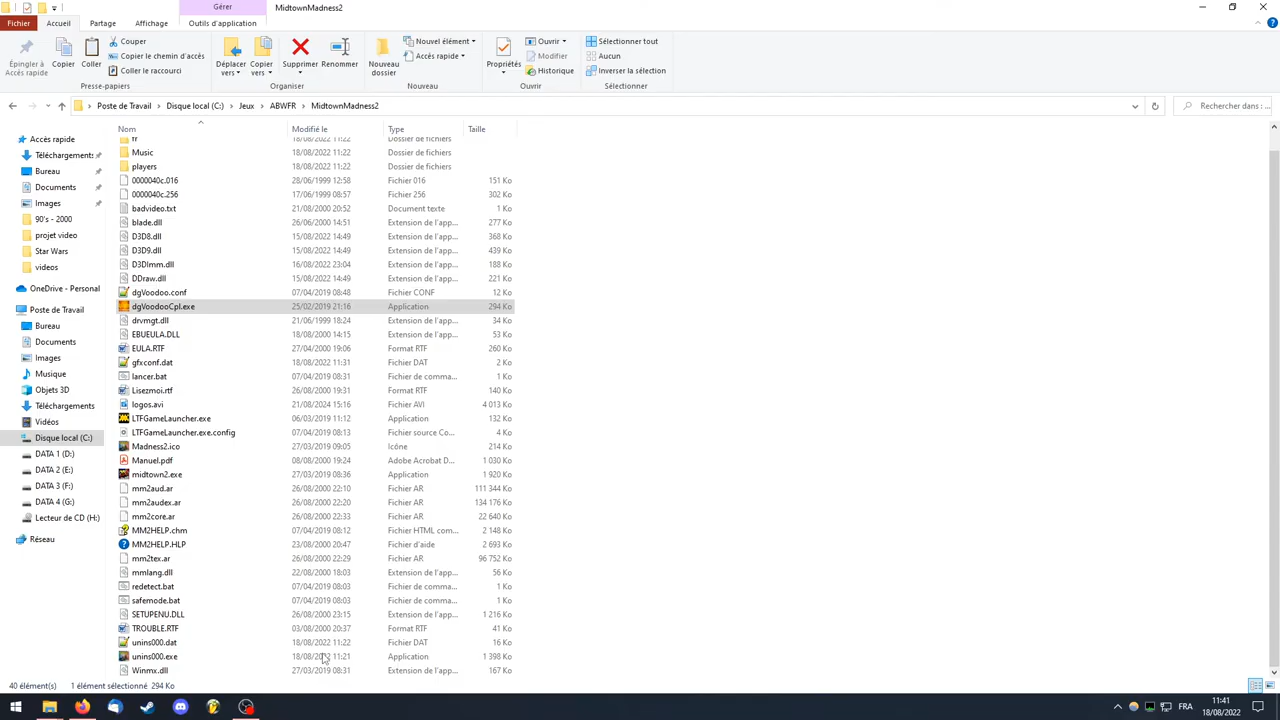 Gérer
MidtownMadness2
Fichier
Accueil
Partage
Affichage
Outils d'application
Épingler à
Accès rapide
Copier
Coller
Couper
Copier le chemin d'accès
Coller le raccourci
Déplacer
vers
Copier
vers
Supprimer
Renommer
Nouveau
dossier
Nouvel élément
Accès rapide
Propriétés
Ouvrir
Modifier
Historique
Sélectionner tout
Aucun
Inverser la sélection
Presse-papiers
Organiser
Nouveau
Ouvrir
Sélectionner
Poste de Travail > Disque local (C:) > Jeux > ABWFR > MidtownMadness2
Rechercher dans : ...
Nom Modifié le Type Taille
fr 18/08/2022 11:22 Dossier de fichiers
Music 18/08/2022 11:22 Dossier de fichiers
players 18/08/2022 11:22 Dossier de fichiers
0000040c.016 28/06/1999 12:58 Fichier 016 151 Ko
0000040c.256 17/06/1999 08:57 Fichier 256 302 Ko
badvideo.txt 21/08/2000 20:52 Document texte 1 Ko
blade.dll 26/06/2000 14:51 Extension de l'app... 277 Ko
D3D8.dll 15/08/2022 14:49 Extension de l'app... 368 Ko
D3D9.dll 15/08/2022 14:49 Extension de l'app... 439 Ko
D3DImm.dll 16/08/2022 23:04 Extension de l'app... 188 Ko
DDraw.dll 15/08/2022 14:49 Extension de l'app... 221 Ko
dgVoodoo.conf 07/04/2019 08:48 Fichier CONF 12 Ko
dgVoodooCpl.exe 25/02/2019 21:16 Application 294 Ko
drvmgt.dll 21/06/1999 18:24 Extension de l'app... 34 Ko
EBUEULA.DLL 18/08/2000 14:15 Extension de l'app... 53 Ko
EULA.RTF 27/04/2000 19:06 Format RTF 260 Ko
gfxconf.dat 18/08/2022 11:31 Fichier DAT 2 Ko
lancer.bat 07/04/2019 08:31 Fichier de comma... 1 Ko
Lisezmoi.rtf 26/08/2000 19:31 Format RTF 140 Ko
logos.avi 21/08/2024 15:16 Fichier AVI 4 013 Ko
LTFGameLauncher.exe 06/03/2019 11:12 Application 132 Ko
LTFGameLauncher.exe.config 07/04/2019 08:13 Fichier source Co... 4 Ko
Madness2.ico 27/03/2019 09:05 Icône 214 Ko
Manuel.pdf 08/08/2000 19:24 Adobe Acrobat D... 1 030 Ko
midtown2.exe 27/03/2019 08:36 Application 1 920 Ko
mm2aud.ar 26/08/2000 22:10 Fichier AR 111 344 Ko
mm2audex.ar 26/08/2000 22:20 Fichier AR 134 176 Ko
mm2core.ar 26/08/2000 22:33 Fichier AR 22 640 Ko
MM2HELP.chm 07/04/2019 08:12 Fichier HTML com... 2 148 Ko
MM2HELP.HLP 23/08/2000 20:47 Fichier d'aide 2 693 Ko
mm2tex.ar 26/08/2000 22:29 Fichier AR 96 752 Ko
mmlang.dll 22/08/2000 18:03 Extension de l'app... 56 Ko
redetect.bat 07/04/2019 08:03 Fichier de comma... 1 Ko
safemode.bat 07/04/2019 08:03 Fichier de comma... 1 Ko
SETUPENU.DLL 26/08/2000 23:15 Extension de l'app... 1 216 Ko
TROUBLE.RTF 03/08/2000 20:37 Format RTF 41 Ko
unins000.dat 18/08/2022 11:22 Fichier DAT 16 Ko
unins000.exe 18/08/2022 11:21 Application 1 398 Ko
Winmx.dll 27/03/2019 08:31 Extension de l'app... 167 Ko
Accès rapide
Téléchargements
Bureau
Documents
Images
90's - 2000
projet video
Star Wars
videos
OneDrive - Personal
Poste de Travail
Bureau
Documents
Images
Musique
Objets 3D
Téléchargements
Vidéos
Disque local (C:)
DATA 1 (D:)
DATA 2 (E:)
DATA 3 (F:)
DATA 4 (G:)
Lecteur de CD (H:)
Réseau
40 élément(s) 1 élément sélectionné 294 Ko
FRA
11:41
18/08/2022